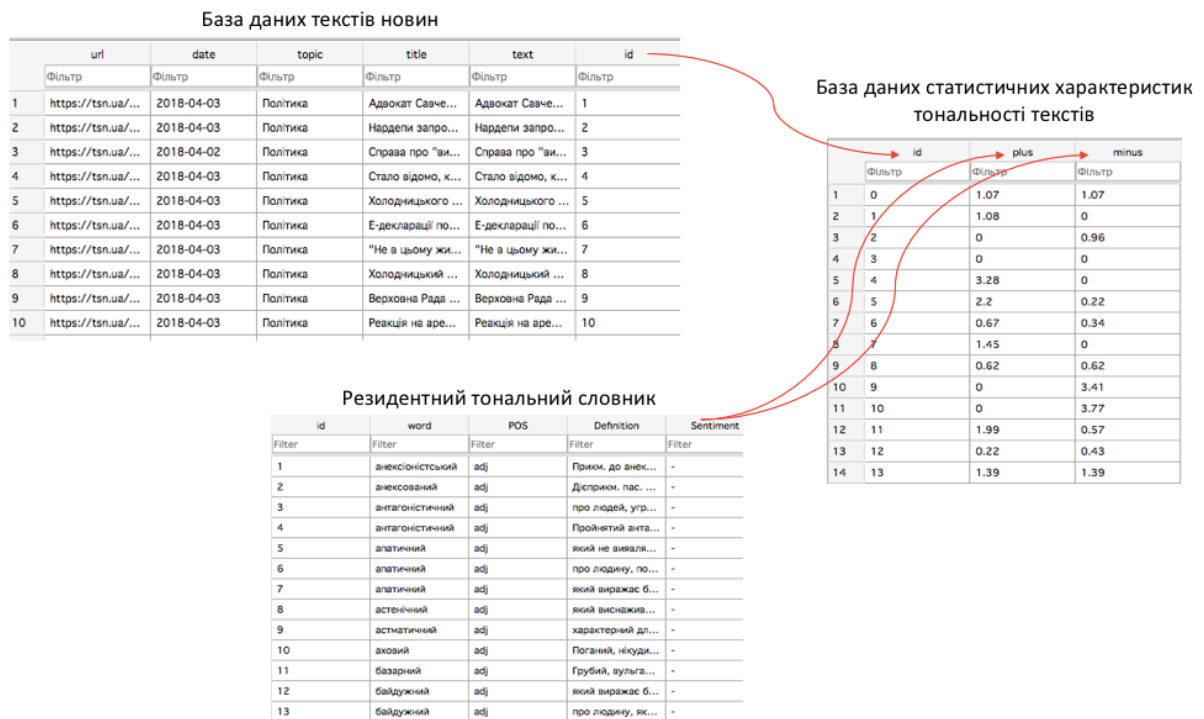 База даних текстів новин
url date topic title text id
Фільтр Фільтр Фільтр Фільтр Фільтр Фільтр
1 https://tsn.ua/... 2018-04-03 Політика Адвокат Савче... Адвокат Савче... 1
2 https://tsn.ua/... 2018-04-03 Політика Нардепи запро... Нардепи запро... 2
3 https://tsn.ua/... 2018-04-02 Політика Справа про "ви... Справа про "ви... 3
4 https://tsn.ua/... 2018-04-03 Політика Стало відомо, к... Стало відомо, к... 4
5 https://tsn.ua/... 2018-04-03 Політика Холодницького ... Холодницького ... 5
6 https://tsn.ua/... 2018-04-03 Політика Е-декларації по... Е-декларації по... 6
7 https://tsn.ua/... 2018-04-03 Політика "Не в цьому жи... "Не в цьому жи... 7
8 https://tsn.ua/... 2018-04-03 Політика Холодницький ... Холодницький ... 8
9 https://tsn.ua/... 2018-04-03 Політика Верховна Рада ... Верховна Рада ... 9
10 https://tsn.ua/... 2018-04-03 Політика Реакція на аре... Реакція на аре... 10
База даних статистичних характеристик
тональності текстів
id plus minus
Фільтр Фільтр Фільтр
1 0 1.07 1.07
2 1 1.08 0
3 2 0 0.96
4 3 0 0
5 4 3.28 0
6 5 2.2 0.22
7 6 0.67 0.34
8 7 1.45 0
9 8 0.62 0.62
10 9 0 3.41
11 10 0 3.77
12 11 1.99 0.57
13 12 0.22 0.43
14 13 1.39 1.39
Резидентний тональний словник
id word POS Definition Sentiment
Filter Filter Filter Filter Filter
1 анексіоністський adj Прикм. до анек... -
2 анексований adj Дієприкм. пас. ... -
3 антагоністичний adj про людей, угр... -
4 антагоністичний adj Пройнятий анта... -
5 апатичний adj який не виявля... -
6 апатичний adj про людину, по... -
7 апатичний adj який виражає б... -
8 астенічний adj який виснажив... -
9 астматичний adj характерний дл... -
10 аховий adj Поганий, нікуди... -
11 базарний adj Грубий, вульга... -
12 байдужний adj який виражає б... -
13 байдужний adj про людину, як... -